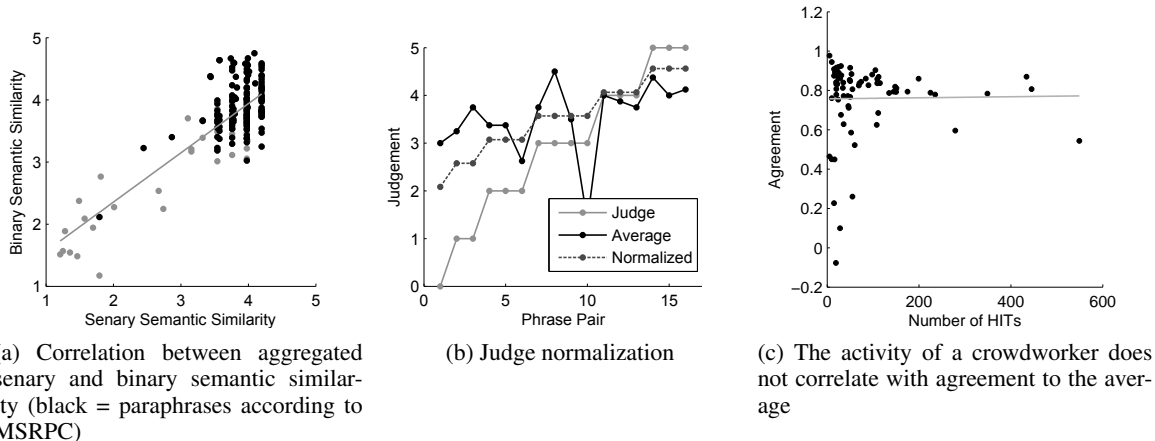 5
4
3
2
1
1 2 3 4 5
Binary Semantic Similarity
Senary Semantic Similarity
5
4
3
2
1
0
0 5 10 15
Judgement
Phrase Pair
Judge
Average
Normalized
1.2
1
0.8
0.6
0.4
0.2
0
−0.2
0 200 400 600
Agreement
Number of HITs
a) Correlation between aggregated
senary and binary semantic similar-
ty (black = paraphrases according to
MSRPC)
(b) Judge normalization
(c) The activity of a crowdworker does
not correlate with agreement to the aver-
age